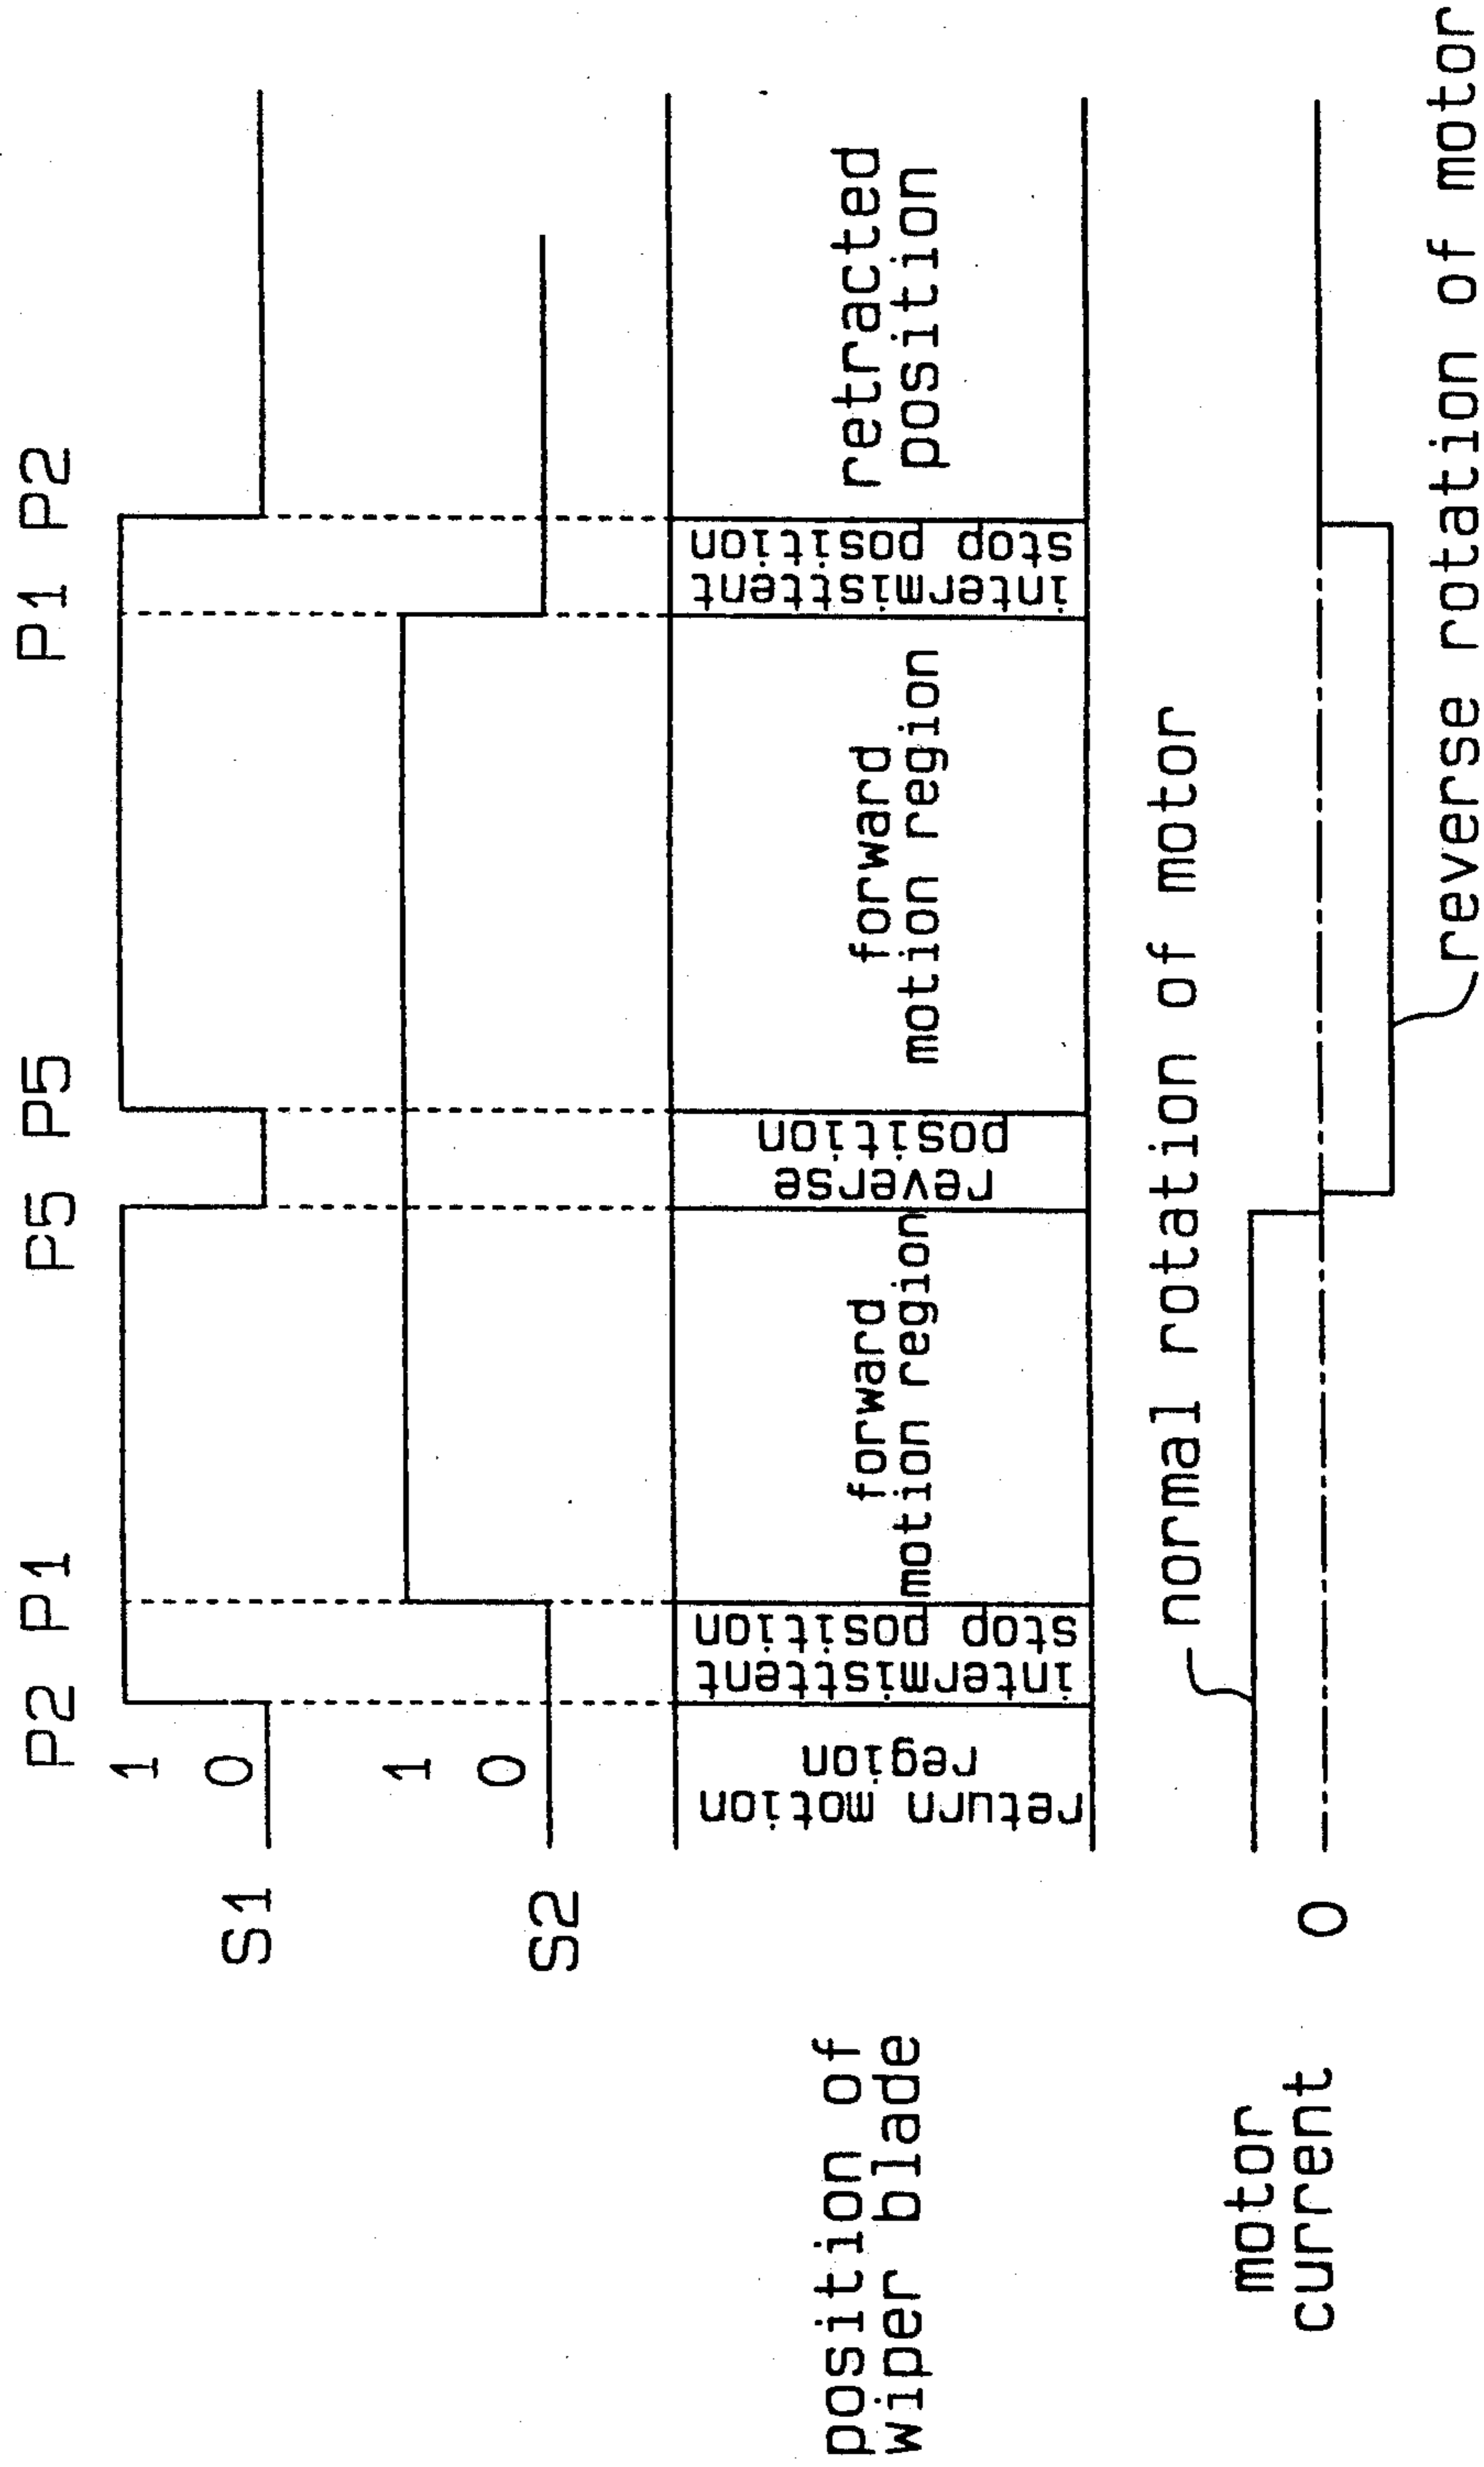 P2 P1 P5 P5 P1 P2
1
S1 0
1
S2 0
position of
wiper blade
return motion
region
intermisttent
stop position
forward
motion region
reverse
position
forward
motion region
intermisttent
stop position
retracted
position
normal rotation of motor
motor
current 0
reverse rotation of motor